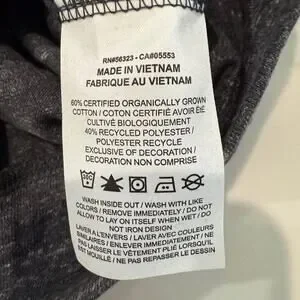 RN#56323 - CA#05553
MADE IN VIETNAM
FABRIQUE AU VIETNAM
60% CERTIFIED ORGANICALLY GROWN
COTTON / COTON CERTIFIÉ AVOIR ÉTÉ
CULTIVÉ BIOLOGIQUEMENT
40% RECYCLED POLYESTER /
POLYESTER RECYCLE
EXCLUSIVE OF DECORATION /
DECORATION NON COMPRISE
WASH INSIDE OUT / WASH WITH LIKE
COLORS / REMOVE IMMEDIATELY / DO NOT
ALLOW TO LAY ON ITSELF WHEN WET / DO
NOT IRON DESIGN
LAVER A L'ENVERS / LAVER AVEC COULEURS
SIMILAIRES / ENLEVER IMMÉDIATEMENT / NE
PAS LAISSER LE VÊTEMENT PLIÉ LORSQU'IL
EST MOUILLÉ / NE PAS REPASSER LE DESSIN